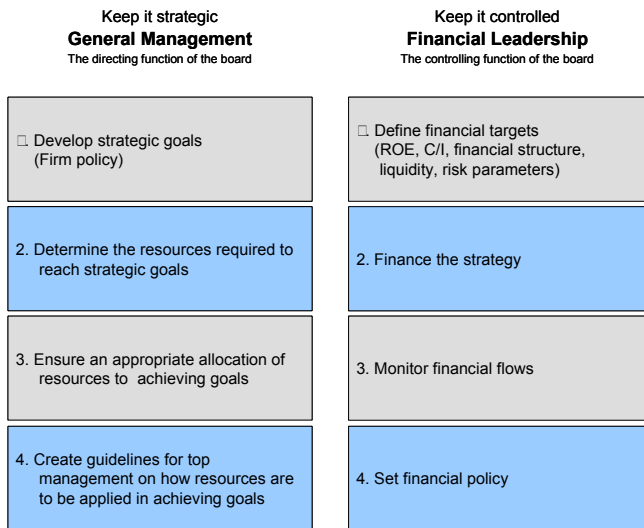 Keep it strategic
General Management
The directing function of the board
□. Develop strategic goals
(Firm policy)
2. Determine the resources required to
reach strategic goals
3. Ensure an appropriate allocation of
resources to achieving goals
4. Create guidelines for top
management on how resources are
to be applied in achieving goals
Keep it controlled
Financial Leadership
The controlling function of the board
□. Define financial targets
(ROE, C/I, financial structure,
liquidity, risk parameters)
2. Finance the strategy
3. Monitor financial flows
4. Set financial policy